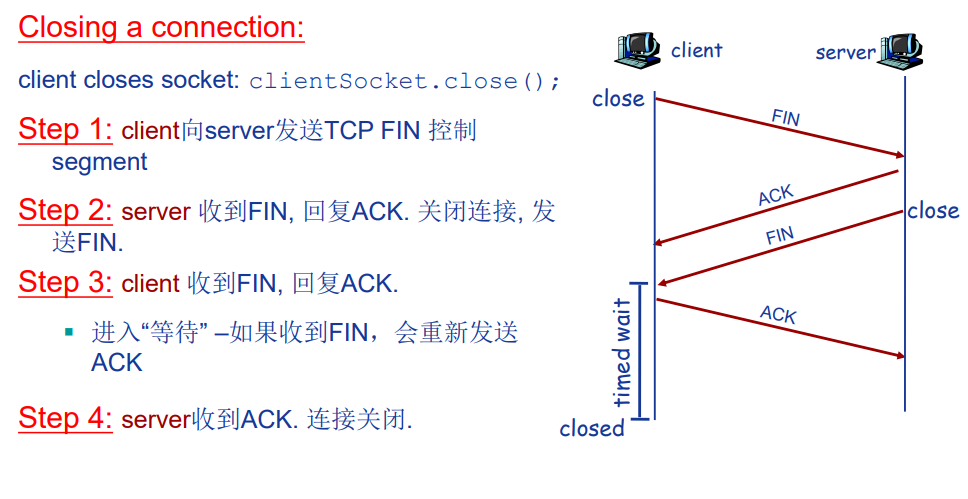 Closing a connection:
client closes socket: clientSocket.close();
Step 1: client向server发送TCP FIN 控制
segment
Step 2: server 收到FIN, 回复ACK. 关闭连接, 发
送FIN.
Step 3: client 收到FIN, 回复ACK.
进入“等待” –如果收到FIN，会重新发送
ACK
Step 4: server收到ACK. 连接关闭.
client
server
close
FIN
ACK
close
FIN
ACK
timed wait
closed